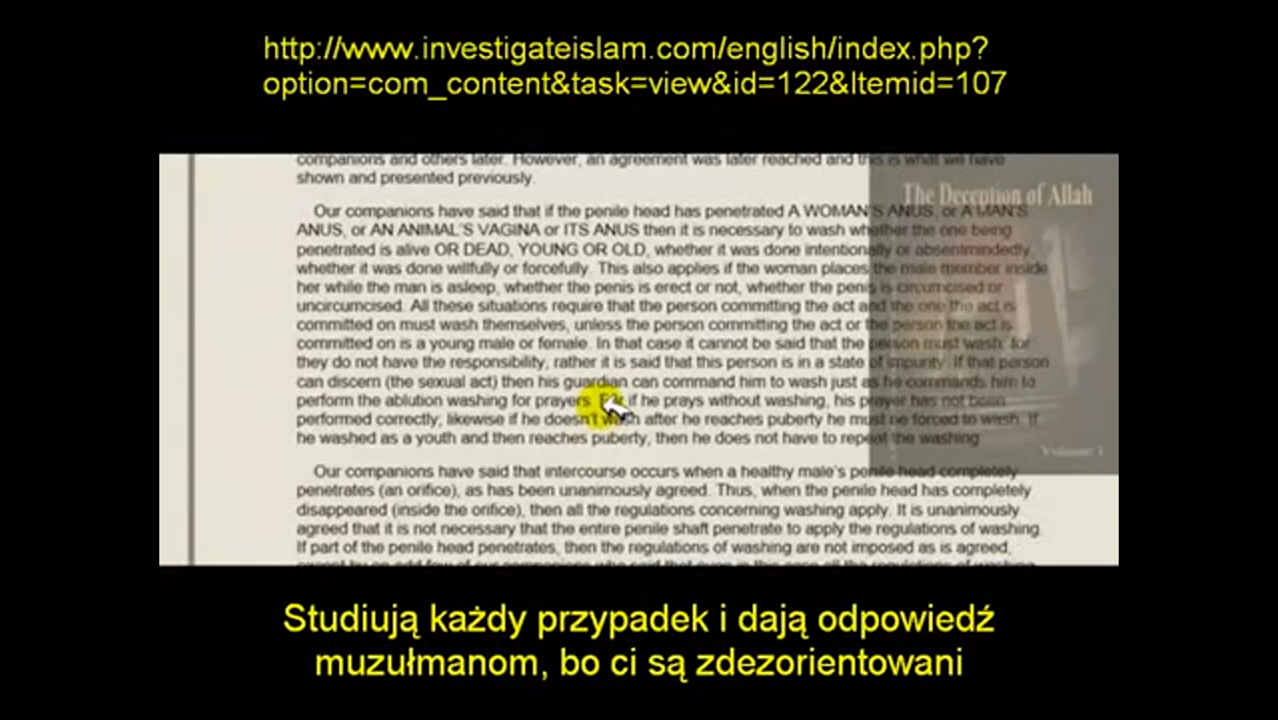 http://www.investigateislam.com/english/index.php?
option=com_content&task=view&id=122&Itemid=107
companions and others later. However, an agreement was later reached and this is what we have
shown and presented previously.
The Deception of Allah
Our companions have said that if the penile head has penetrated A WOMAN'S ANUS, or A MAN'S
ANUS, or AN ANIMAL'S VAGINA or ITS ANUS then it is necessary to wash whether the one being
penetrated is alive OR DEAD, YOUNG OR OLD, whether it was done intentionally or absentmindedly,
whether it was done willfully or forcefully. This also applies if the woman places the male member inside
her while the man is asleep, whether the penis is erect or not, whether the penis is circumcised or
uncircumcised. All these situations require that the person committing the act and the one the act is
committed on must wash themselves, unless the person committing the act or the person the act is
committed on is a young male or female. In that case it cannot be said that the person must wash, for
they do not have the responsibility, rather it is said that this person is in a state of impurity. If that person
can discern (the sexual act) then his guardian can command him to wash just as he commands him to
perform the ablution washing for prayers. For if he prays without washing, his prayer has not been
performed correctly; likewise if he doesn't wash after he reaches puberty he must be forced to wash. If
he washed as a youth and then reaches puberty, then he does not have to repeat the washing.
Volume 1
Our companions have said that intercourse occurs when a healthy male's penile head completely
penetrates (an orifice), as has been unanimously agreed. Thus, when the penile head has completely
disappeared (inside the orifice), then all the regulations concerning washing apply. It is unanimously
agreed that it is not necessary that the entire penile shaft penetrate to apply the regulations of washing.
If part of the penile head penetrates, then the regulations of washing are not imposed as is agreed,
Studiują każdy przypadek i dają odpowiedź
muzułmanom, bo ci są zdezorientowani